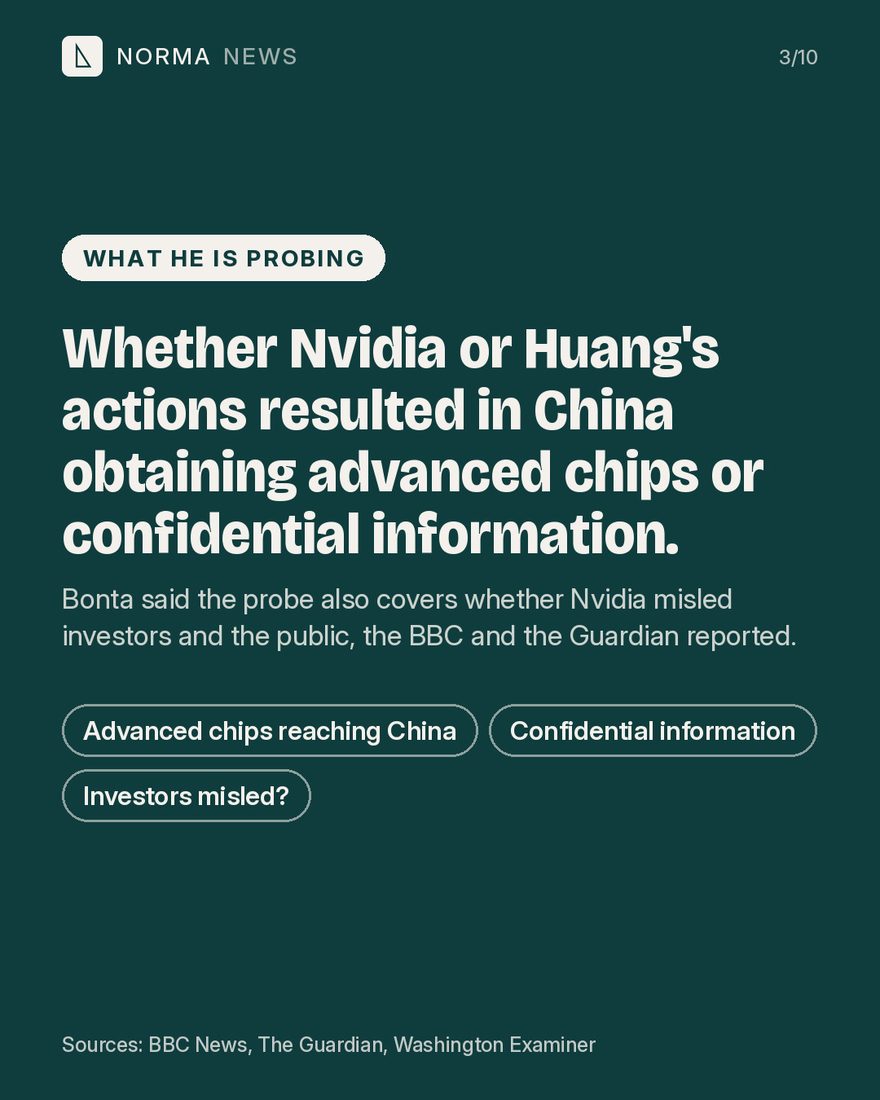 NORMA NEWS
3/10
WHAT HE IS PROBING
Whether Nvidia or Huang's
actions resulted in China
obtaining advanced chips or
confidential information.
Bonta said the probe also covers whether Nvidia misled
investors and the public, the BBC and the Guardian reported.
Advanced chips reaching China
Confidential information
Investors misled?
Sources: BBC News, The Guardian, Washington Examiner